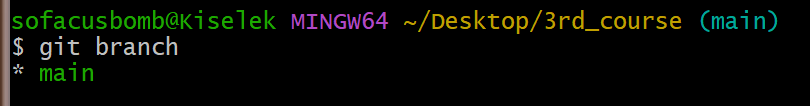 sofacusbomb@Kiselek MINGW64 ~/Desktop/3rd_course (main)
$ git branch
* main